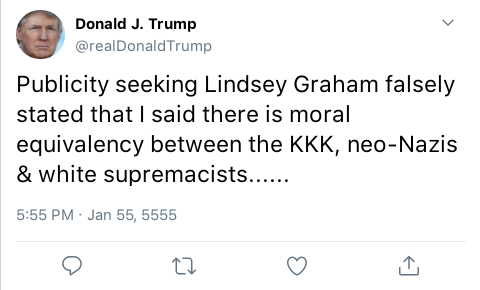 Donald J. Trump
@realDonaldTrump
Publicity seeking Lindsey Graham falsely
stated that I said there is moral
equivalency between the KKK, neo-Nazis
& white supremacists......
5:55 PM · Jan 55, 5555